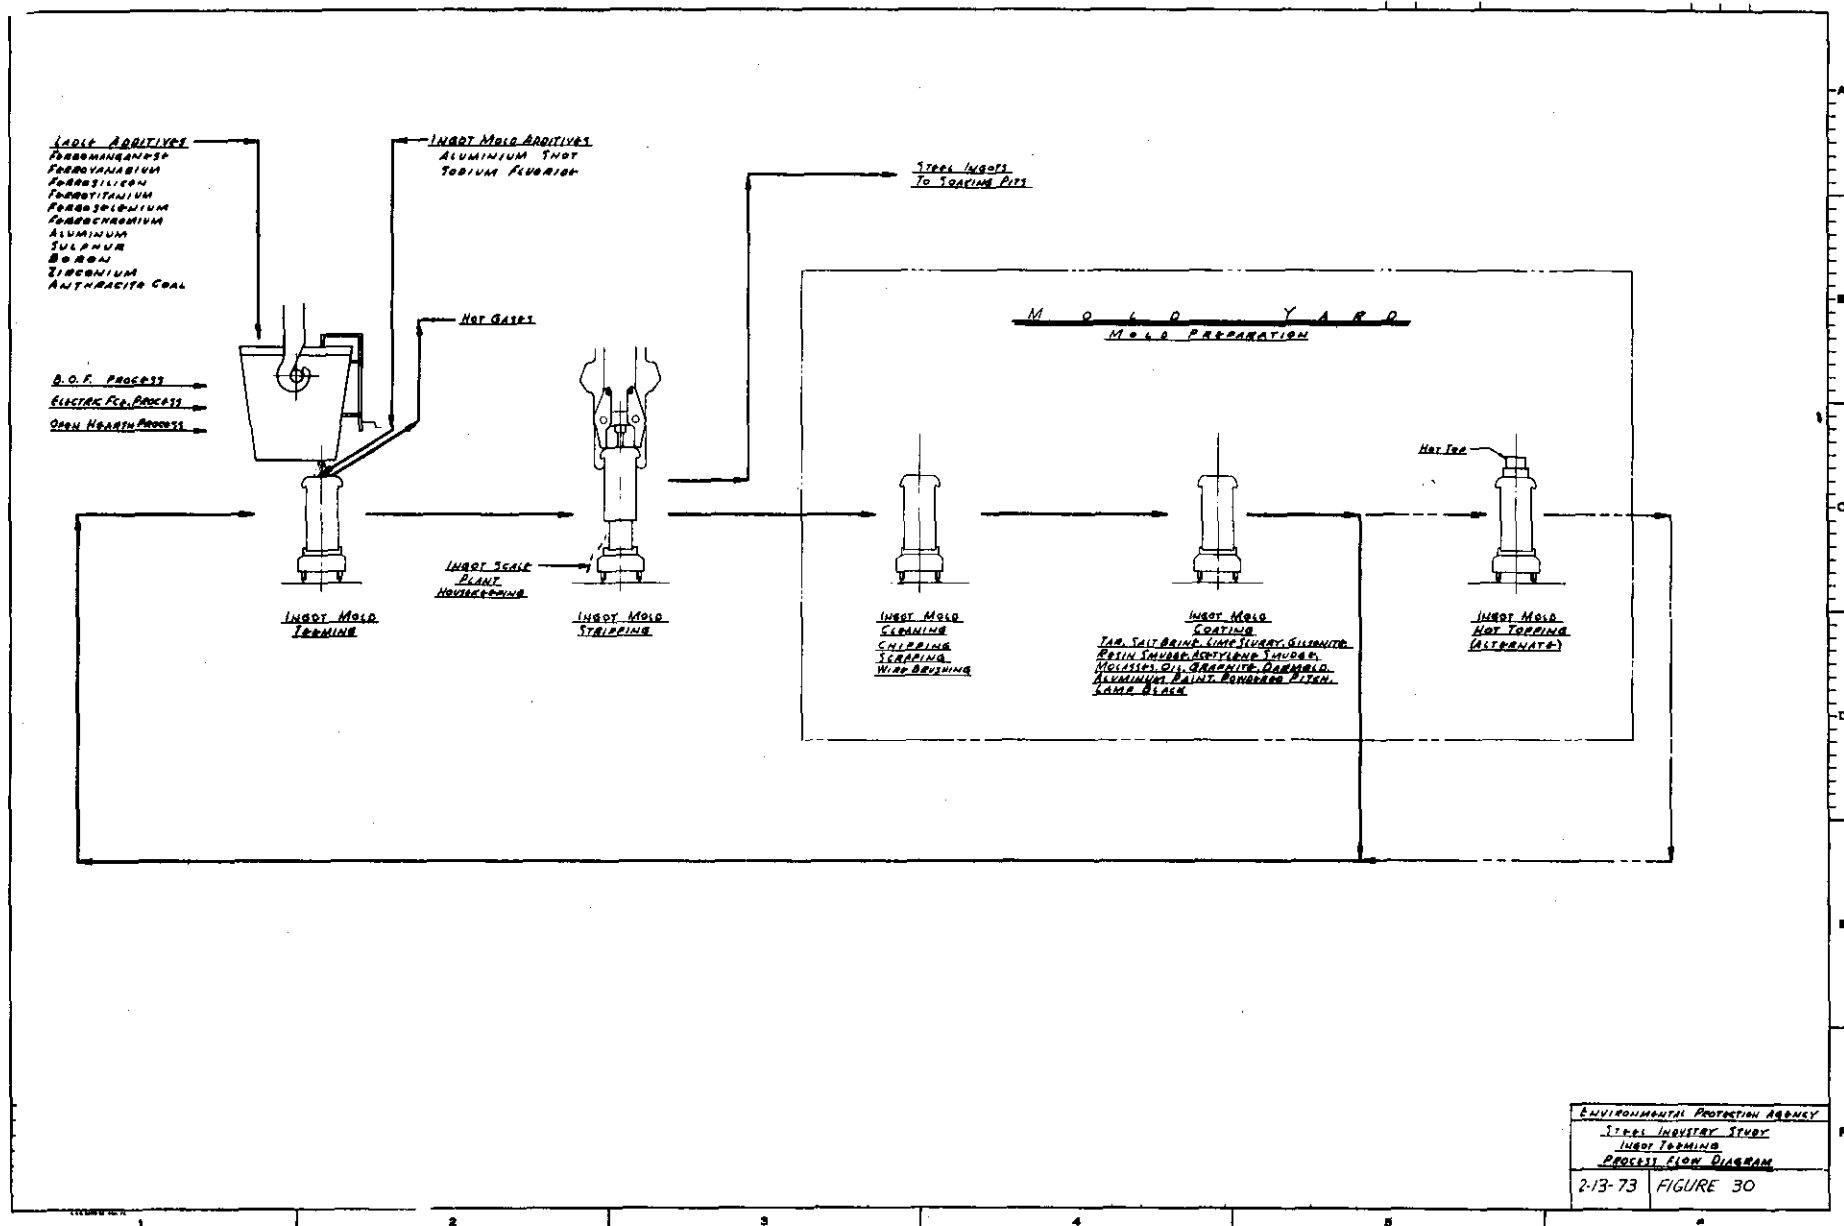 LADLE ADDITIVES
FERROMANGANESE
FERROVANADIUM
FERROSILICON
FERROTITANIUM
FERROSELENIUM
FERROCHROMIUM
ALUMINUM
SULPHUR
BORON
ZIRCONIUM
ANTHRACITE COAL
INGOT MOLD ADDITIVES
ALUMINIUM SHOT
SODIUM FLUORIDE
STEEL INGOTS
TO SOAKING PITS
HOT GASES
B.O.F. PROCESS
ELECTRIC FCE. PROCESS
OPEN HEARTH PROCESS
MOLD YARD
MOLD PREPARATION
HOT TOP
INGOT SCALE
PLANT
HOUSEKEEPING
INGOT MOLD
TEEMING
INGOT MOLD
STRIPPING
INGOT MOLD
CLEANING
CHIPPING
SCRAPING
WIRE BRUSHING
INGOT MOLD
COATING
TAR, SALT BRINE, LIME SLURRY, GILSONITE,
RESIN SMUDGE, ACETYLENE SMUDGE,
MOLASSES, OIL, GRAPHITE,
ALUMINUM PAINT, POWDERED PITCH,
LAMP BLACK
INGOT MOLD
HOT TOPPING
(ALTERNATE)
ENVIRONMENTAL PROTECTION AGENCY
STEEL INDUSTRY STUDY
INGOT TEEMING
PROCESS FLOW DIAGRAM
2-13-73 FIGURE 30
A
B
C
D
E
F
1 2 3 4 5 6